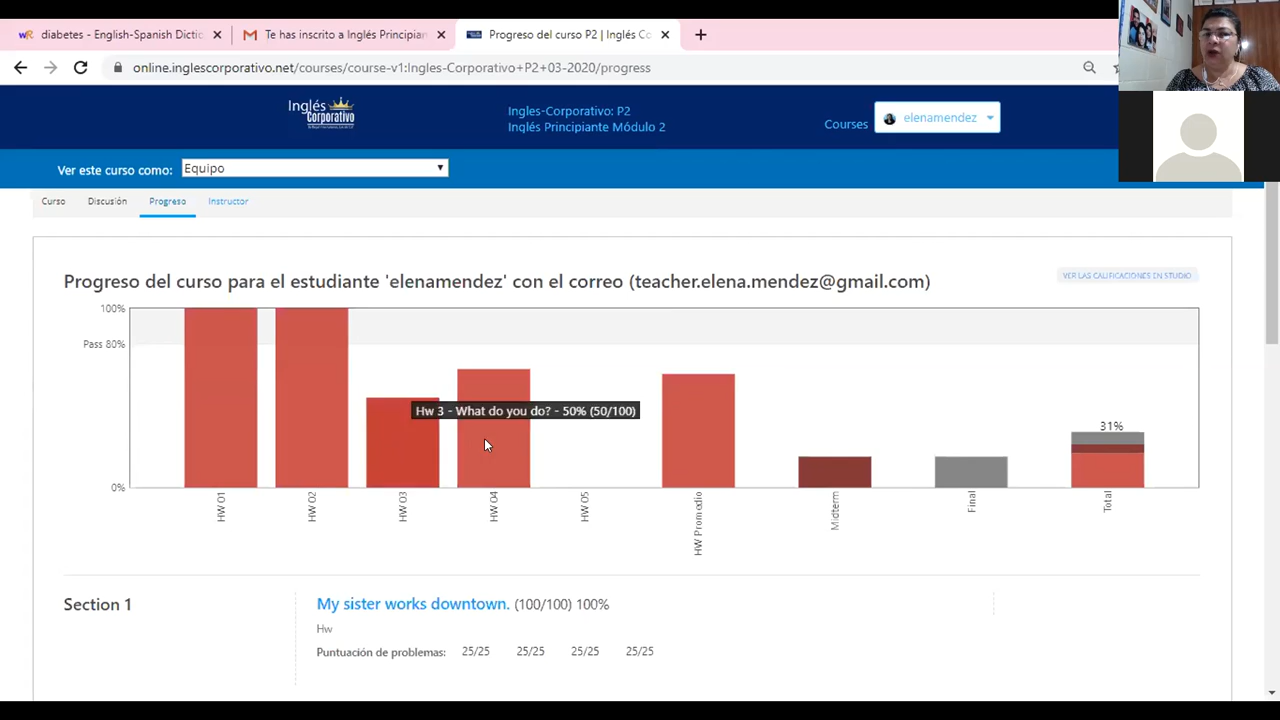 diabetes - English-Spanish Dictio
Te has inscrito a Inglés Principian
Progreso del curso P2 | Inglés Co
online.inglescorporativo.net/courses/course-v1:Ingles-Corporativo+P2+03-2020/progress
Inglés
Corporativo
Ingles-Corporativo: P2
Inglés Principiante Módulo 2
Courses
elenamendez
Ver este curso como:
Equipo
Curso
Discusión
Progreso
Instructor
Progreso del curso para el estudiante 'elenamendez' con el correo (teacher.elena.mendez@gmail.com)
VER LAS CALIFICACIONES EN STUDIO
100%
Pass 80%
0%
Hw 3 - What do you do? - 50% (50/100)
31%
HW 01
HW 02
HW 03
HW 04
HW 05
HW Promedio
Midterm
Final
Total
Section 1
My sister works downtown. (100/100) 100%
Hw
Puntuación de problemas: 25/25 25/25 25/25 25/25